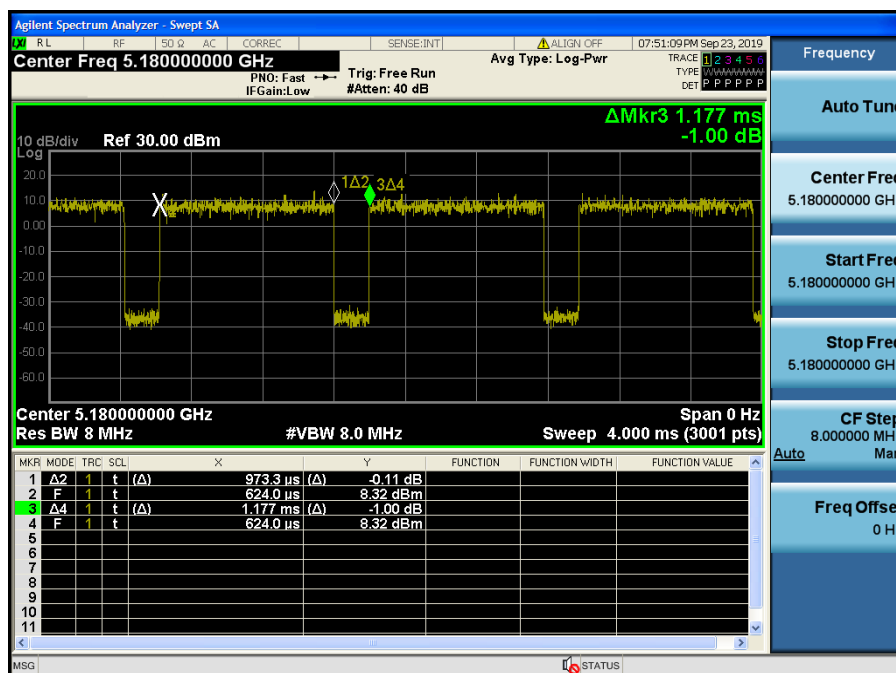 Agilent Spectrum Analyzer - Swept SA
LXI RL RF 50 Ω AC CORREC SENSE:INT ALIGN OFF 07:51:09 PM Sep 23, 2019
Center Freq 5.180000000 GHz
PNO: Fast
IFGain:Low
Trig: Free Run
#Atten: 40 dB
Avg Type: Log-Pwr
TRACE 1 2 3 4 5 6
TYPE WWWWWW
DET P P P P P P
ΔMkr3 1.177 ms
-1.00 dB
10 dB/div
Log
Ref 30.00 dBm
20.0
10.0
0.00
-10.0
-20.0
-30.0
-40.0
-50.0
-60.0
1Δ2
3Δ4
Center 5.180000000 GHz
Span 0 Hz
Res BW 8 MHz
#VBW 8.0 MHz
Sweep 4.000 ms (3001 pts)
MKR MODE TRC SCL X Y FUNCTION FUNCTION WIDTH FUNCTION VALUE
1 Δ2 1 t (Δ) 973.3 µs (Δ) -0.11 dB
2 F 1 t 624.0 µs 8.32 dBm
3 Δ4 1 t (Δ) 1.177 ms (Δ) -1.00 dB
4 F 1 t 624.0 µs 8.32 dBm
5
6
7
8
9
10
11
MSG
STATUS
Frequency
Auto Tun
Center Fre
5.180000000 GH
Start Fre
5.180000000 GH
Stop Fre
5.180000000 GH
CF Step
8.000000 MH
Auto Ma
Freq Offse
0 H